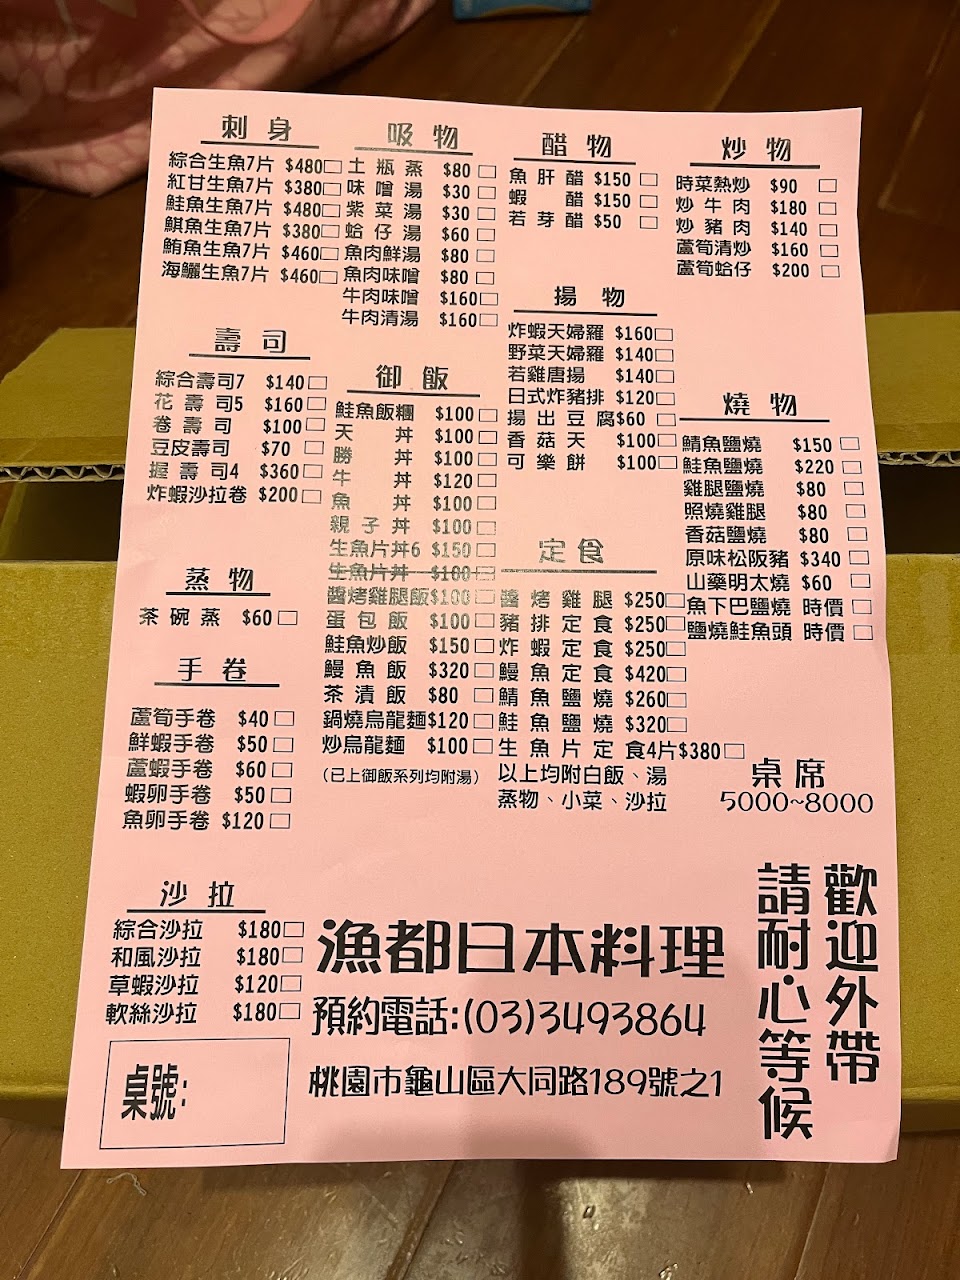 刺身
綜合生魚7片 $480□
紅甘生魚7片 $380□
鮭魚生魚7片 $480□
鯕魚生魚7片 $380□
鮪魚生魚7片 $460□
海鱺生魚7片 $460□
壽司
綜合壽司7 $140□
花壽司5 $160□
卷壽司 $100□
豆皮壽司 $70 □
握壽司4 $360□
炸蝦沙拉卷 $200□
蒸物
茶碗蒸 $60□
手卷
蘆筍手卷 $40□
鮮蝦手卷 $50□
蘆蝦手卷 $60□
蝦卵手卷 $50□
魚卵手卷 $120□
沙拉
綜合沙拉 $180□
和風沙拉 $180□
草蝦沙拉 $120□
軟絲沙拉 $180□
桌號:
吸物
土瓶蒸 $80 □
味噌湯 $30 □
紫菜湯 $30 □
蛤仔湯 $60 □
魚肉鮮湯 $80 □
魚肉味噌 $80 □
牛肉味噌 $160□
牛肉清湯 $160□
御飯
鮭魚飯糰 $100□
天丼 $100□
勝丼 $100□
牛丼 $120□
魚丼 $100□
親子丼 $100□
生魚片丼6 $150□
生魚片丼 $180□
醬烤雞腿飯$100□
蛋包飯 $100□
鮭魚炒飯 $150□
鰻魚飯 $320□
茶漬飯 $80 □
鍋燒烏龍麵$120□
炒烏龍麵 $100□
(已上御飯系列均附湯)
醋物
魚肝醋 $150 □
蝦醋 $150 □
若芽醋 $50 □
揚物
炸蝦天婦羅 $160□
野菜天婦羅 $140□
若雞唐揚 $140□
日式炸豬排 $120□
揚出豆腐$60 □
香菇天 $100□
可樂餅 $100□
定食
醬烤雞腿 $250□
豬排定食 $250□
炸蝦定食 $250□
鰻魚定食 $420□
鯖魚鹽燒 $260□
鮭魚鹽燒 $320□
生魚片定食4片$380□
以上均附白飯、湯
蒸物、小菜、沙拉
炒物
時菜熱炒 $90 □
炒牛肉 $180 □
炒豬肉 $140 □
蘆筍清炒 $160 □
蘆筍蛤仔 $200 □
燒物
鯖魚鹽燒 $150 □
鮭魚鹽燒 $220 □
雞腿鹽燒 $80 □
照燒雞腿 $80 □
香菇鹽燒 $80 □
原味松阪豬 $340 □
山藥明太燒 $60 □
魚下巴鹽燒 時價 □
鹽燒鮭魚頭 時價 □
桌席
5000~8000
漁都日本料理
預約電話:(03)3493864
桃園市龜山區大同路189號之1
歡迎外帶
請耐心等候